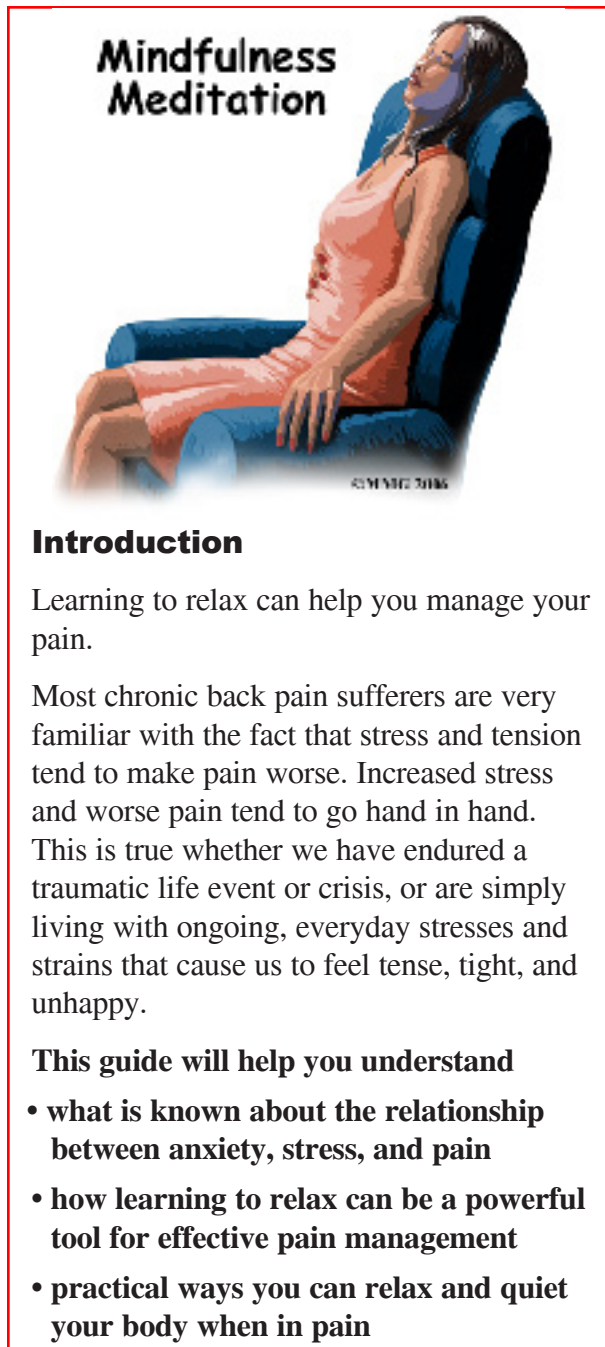 Mindfulness
Meditation
Introduction
Learning to relax can help you manage your
pain.
Most chronic back pain sufferers are very
familiar with the fact that stress and tension
tend to make pain worse. Increased stress
and worse pain tend to go hand in hand.
This is true whether we have endured a
traumatic life event or crisis, or are simply
living with ongoing, everyday stresses and
strains that cause us to feel tense, tight, and
unhappy.
This guide will help you understand
• what is known about the relationship
between anxiety, stress, and pain
• how learning to relax can be a powerful
tool for effective pain management
• practical ways you can relax and quiet
your body when in pain